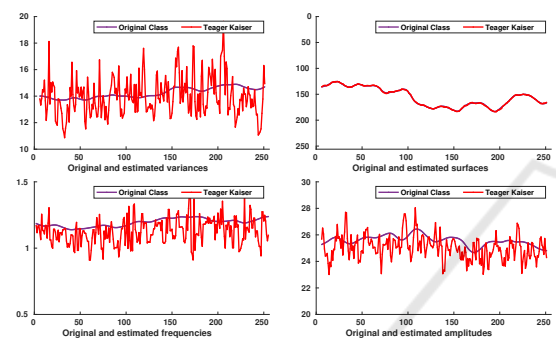 20
18
16
14
12
10
Original Class Teager Kaiser
0 50 100 150 200 250
Original and estimated variances
0
50
100
150
200
250
Original Class Teager Kaiser
0 50 100 150 200 250
Original and estimated surfaces
1.5
1
0.5
Original Class Teager Kaiser
0 50 100 150 200 250
Original and estimated frequencies
30
28
26
24
22
20
Original Class Teager Kaiser
0 50 100 150 200 250
Original and estimated amplitudes